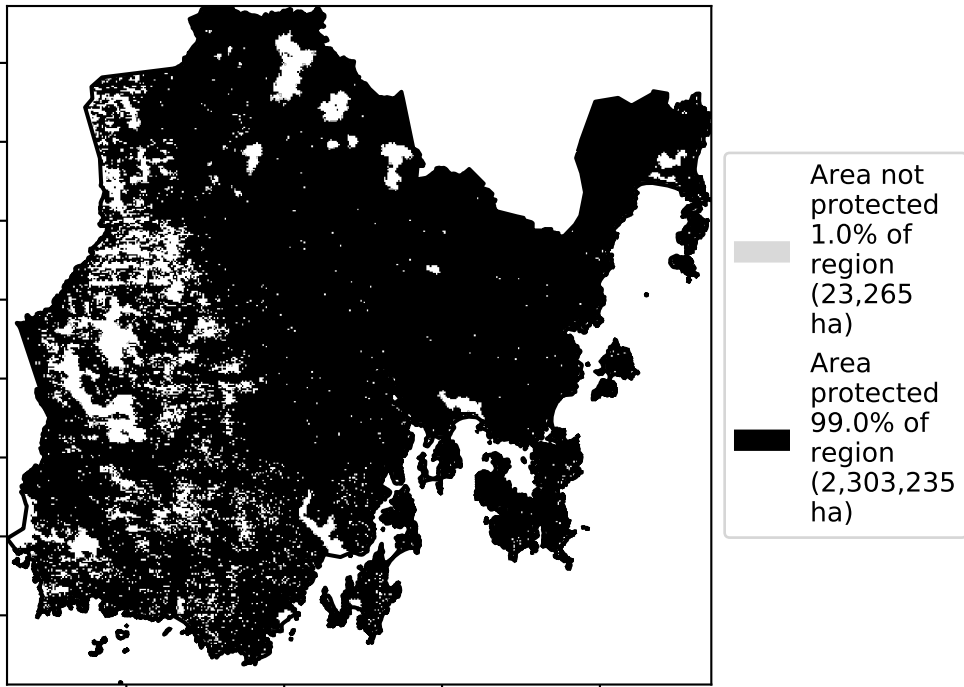 Area not
protected
1.0% of
region
(23,265
ha)
Area
protected
99.0% of
region
(2,303,235
ha)